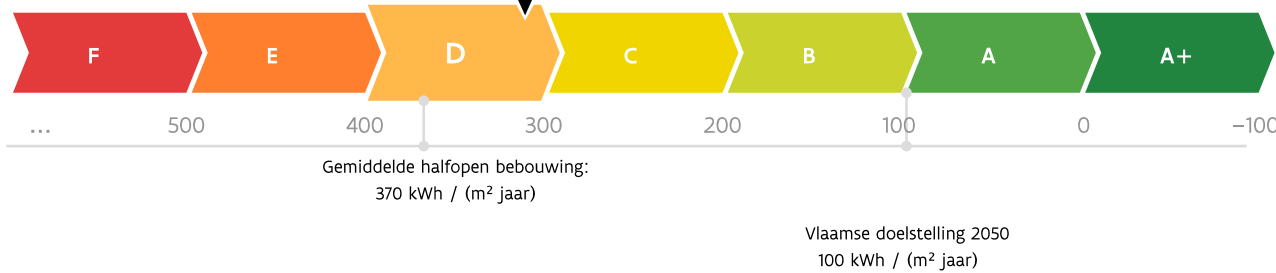 F E D C B A A+
... 500 400 300 200 100 0 −100
Gemiddelde halfopen bebouwing:
370 kWh / (m² jaar)
Vlaamse doelstelling 2050
100 kWh / (m² jaar)